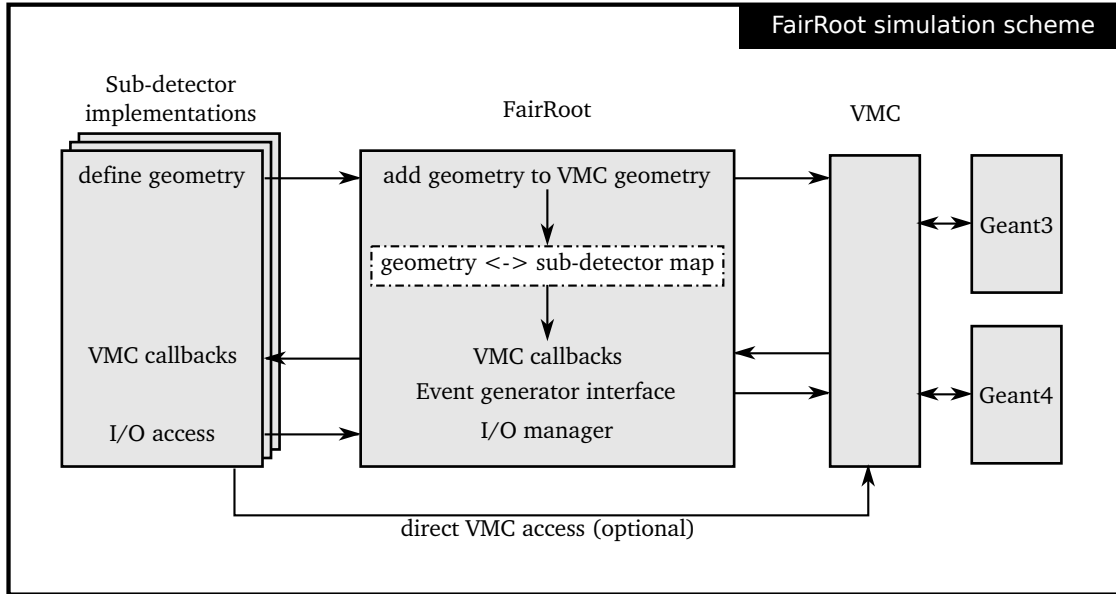 FairRoot simulation scheme
Sub-detector
implementations
FairRoot
VMC
define geometry
add geometry to VMC geometry
Geant3
geometry <-> sub-detector map
VMC callbacks
VMC callbacks
Event generator interface
Geant4
I/O access
I/O manager
direct VMC access (optional)